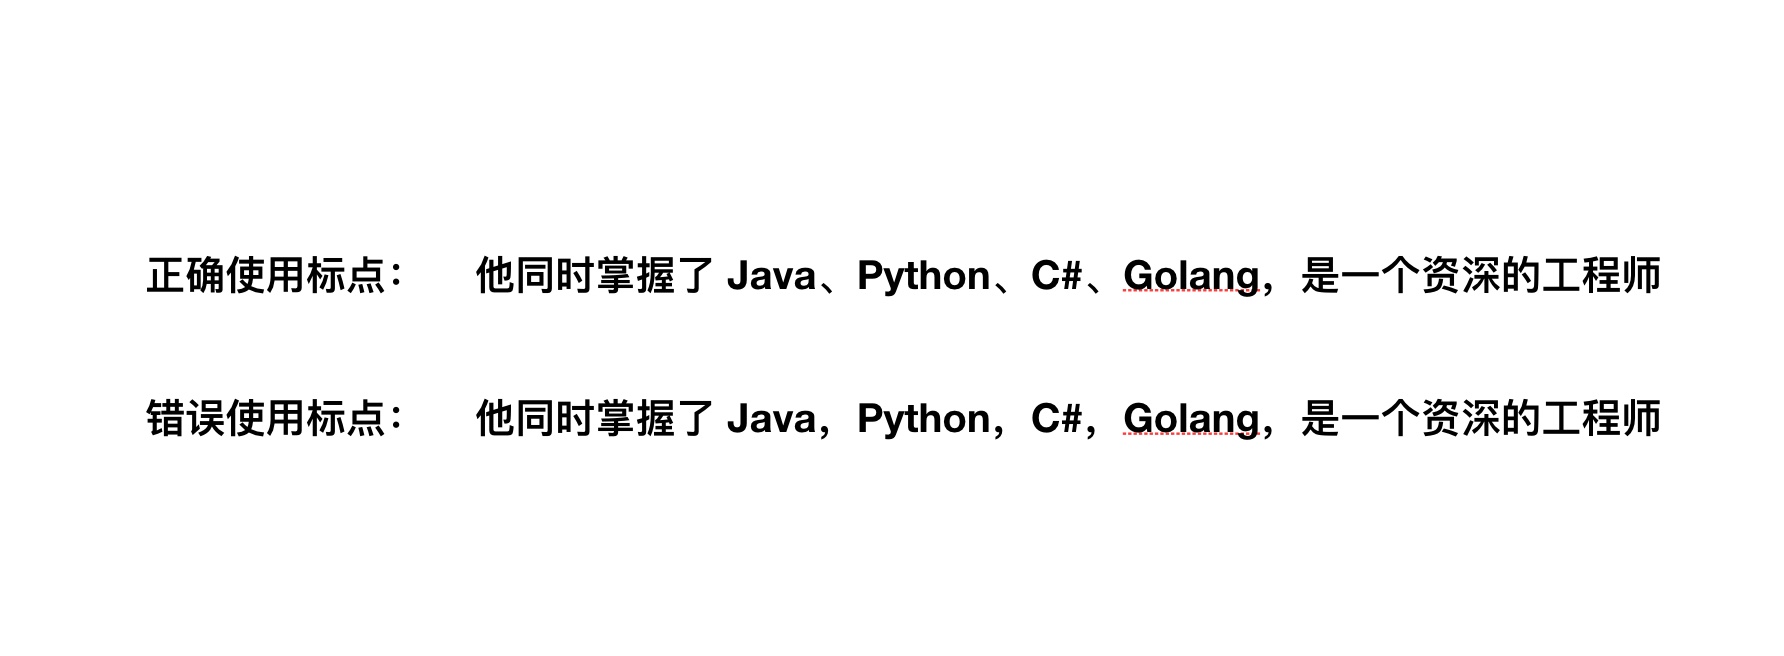 正确使用标点： 他同时掌握了 Java、Python、C#、Golang，是一个资深的工程师
错误使用标点： 他同时掌握了 Java，Python，C#，Golang，是一个资深的工程师